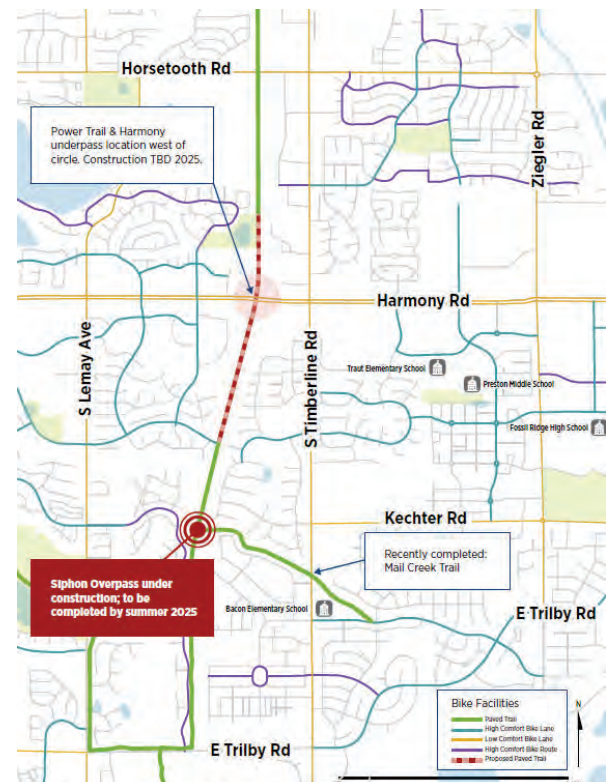 Horsetooth Rd
Power Trail & Harmony
underpass location west of
circle. Construction TBD 2025.
Ziegler Rd
Harmony Rd
S Lemay Ave
S Timberline Rd
Traut Elementary School
Preston Middle School
Fossil Ridge High School
Kechter Rd
Siphon Overpass under
construction; to be
completed by summer 2025
Recently completed:
Mail Creek Trail
Bacon Elementary School
E Trilby Rd
E Trilby Rd
Bike Facilities
Paved Trail
High Comfort Bike Lane
Low Comfort Bike Lane
High Comfort Bike Route
Proposed Paved Trail
N